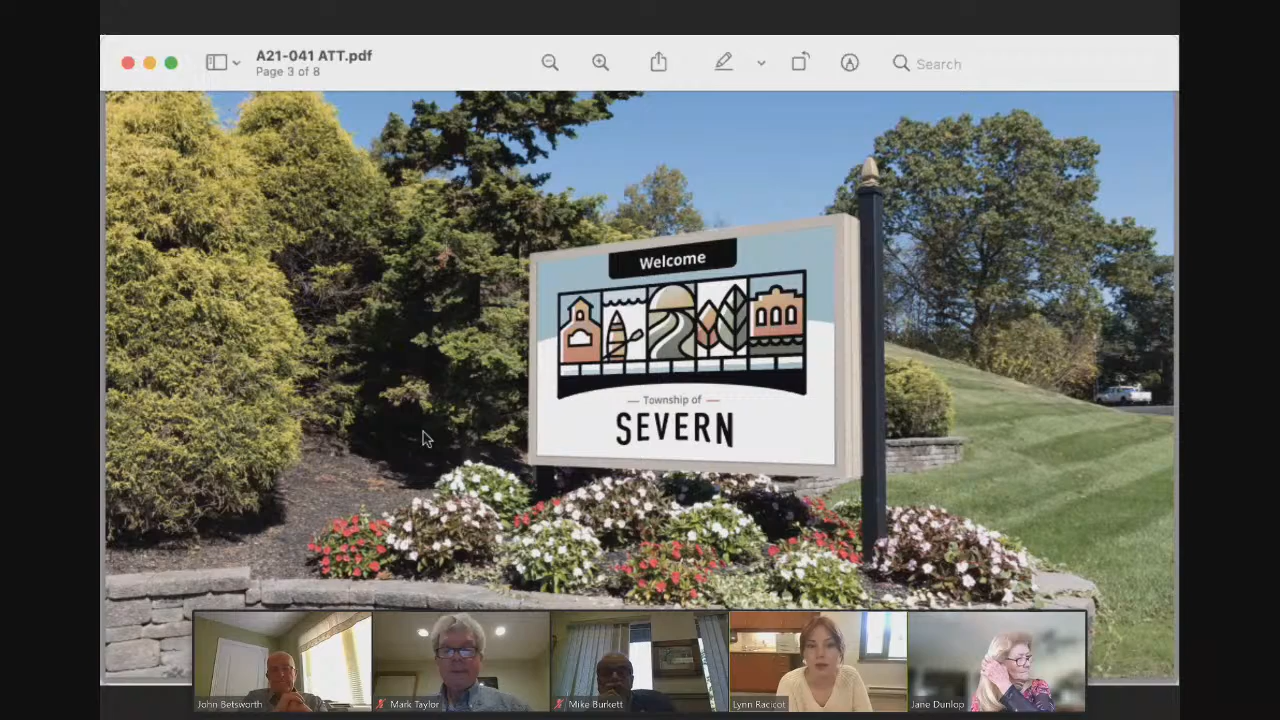 A21-041 ATT.pdf
Page 3 of 8
Search
Welcome
Township of
SEVERN
John Betsworth
Mark Taylor
Mike Burkett
Lynn Racicot
Jane Dunlop